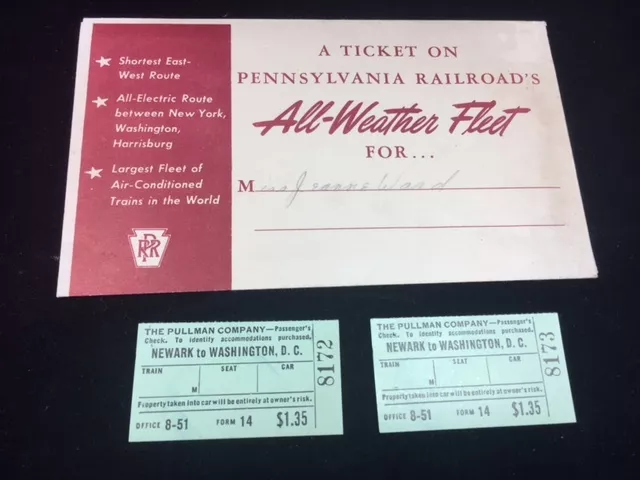 ★ Shortest East-
West Route
★ All-Electric Route
between New York,
Washington,
Harrisburg
★ Largest Fleet of
Air-Conditioned
Trains in the World
PRR
A TICKET ON
PENNSYLVANIA RAILROAD'S
All-Weather Fleet
FOR...
Miss Jeanne Ward
THE PULLMAN COMPANY—Passenger's
Check. To identify accommodations purchased.
NEWARK to WASHINGTON, D. C.
TRAIN SEAT CAR
M
Property taken into car will be entirely at owner's risk.
OFFICE 8-51 FORM 14 $1.35
8172
THE PULLMAN COMPANY—Passenger's
Check. To identify accommodations purchased.
NEWARK to WASHINGTON, D. C.
TRAIN SEAT CAR
M
Property taken into car will be entirely at owner's risk.
OFFICE 8-51 FORM 14 $1.35
8173